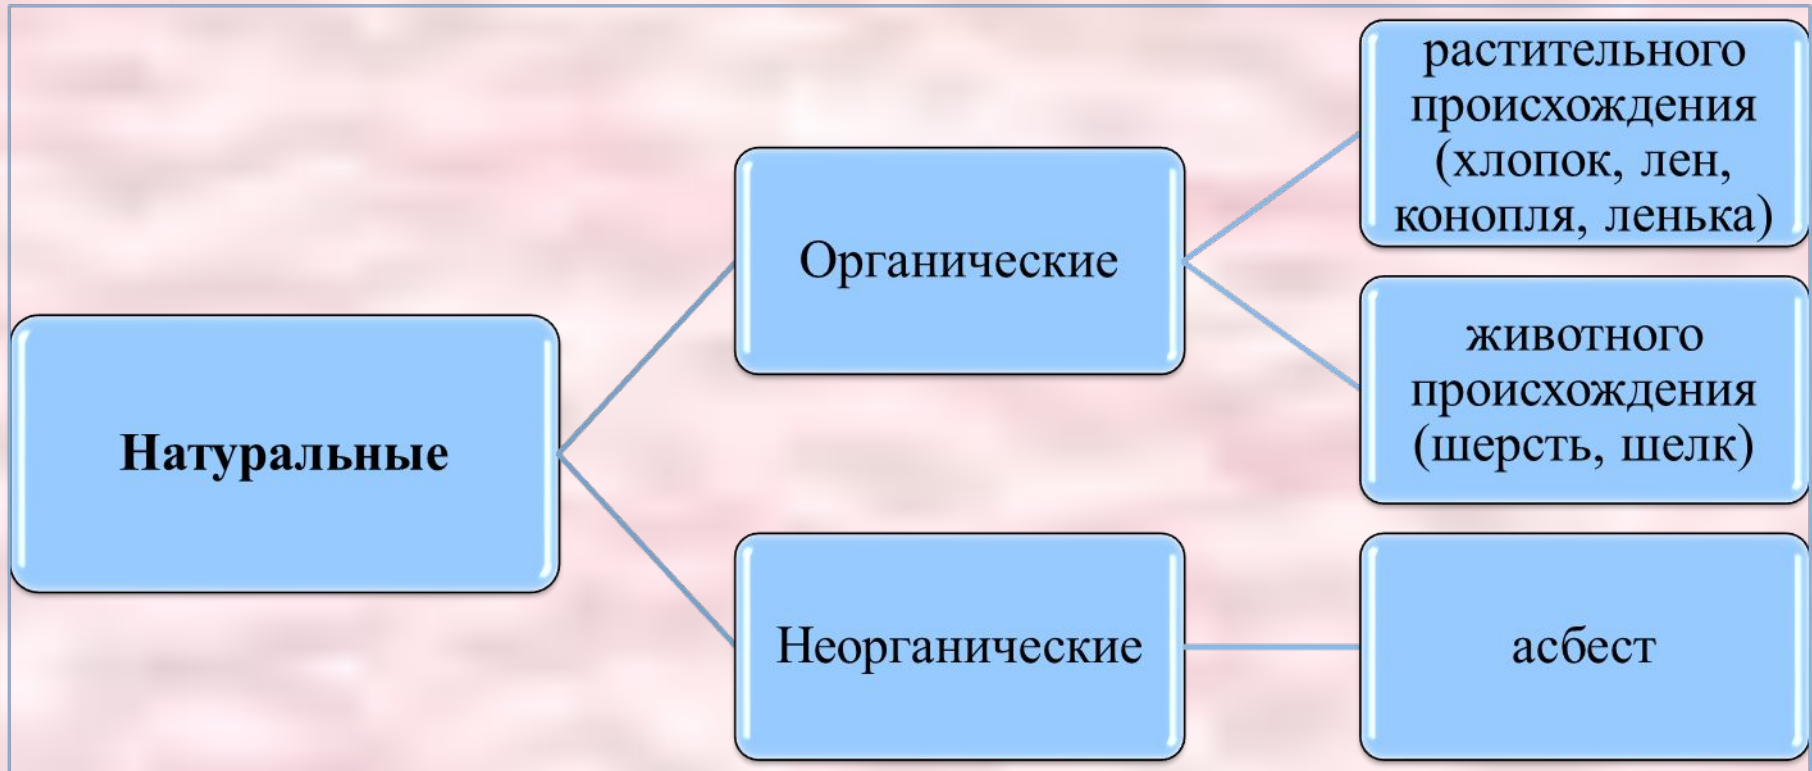 Натуральные
Органические
Неорганические
растительного
происхождения
(хлопок, лен,
конопля, ленька)
животного
происхождения
(шерсть, шелк)
асбест